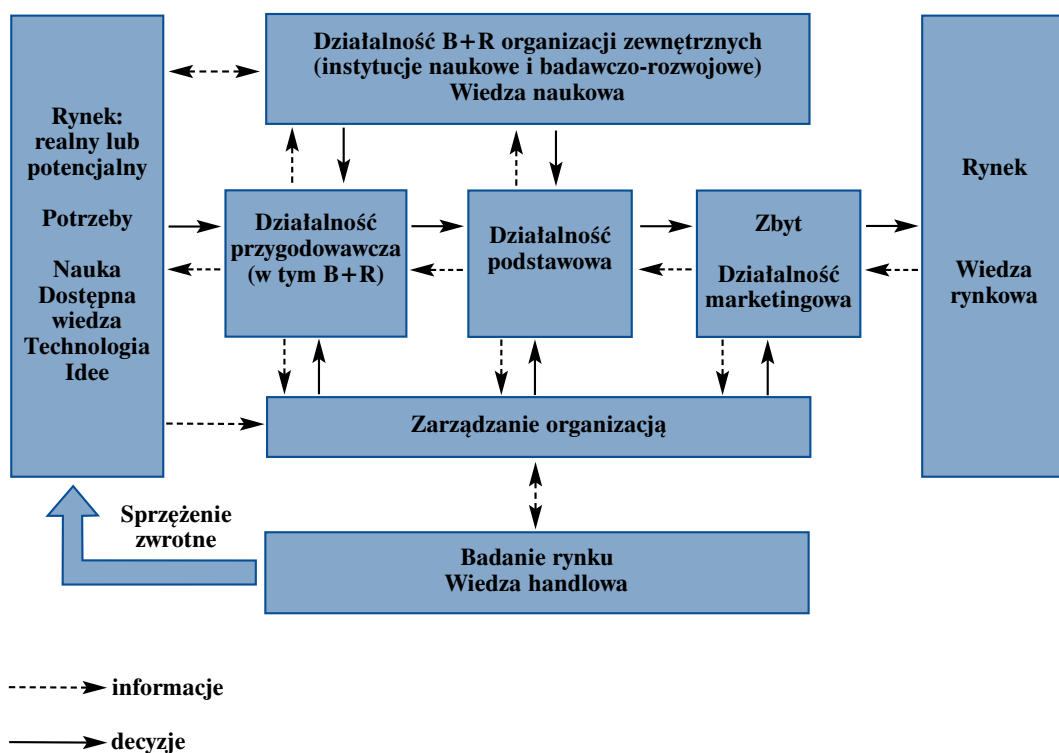 Działalność B+R organizacji zewnętrznych
(instytucje naukowe i badawczo-rozwojowe)
Wiedza naukowa
Rynek:
realny lub
potencjalny
Potrzeby
Nauka
Dostępna
wiedza
Technologia
Idee
Działalność
przygodowawcza
(w tym B+R)
Działalność
podstawowa
Zbyt
Działalność
marketingowa
Rynek
Wiedza
rynkowa
Zarządzanie organizacją
Sprzężenie
zwrotne
Badanie rynku
Wiedza handlowa
informacje
decyzje